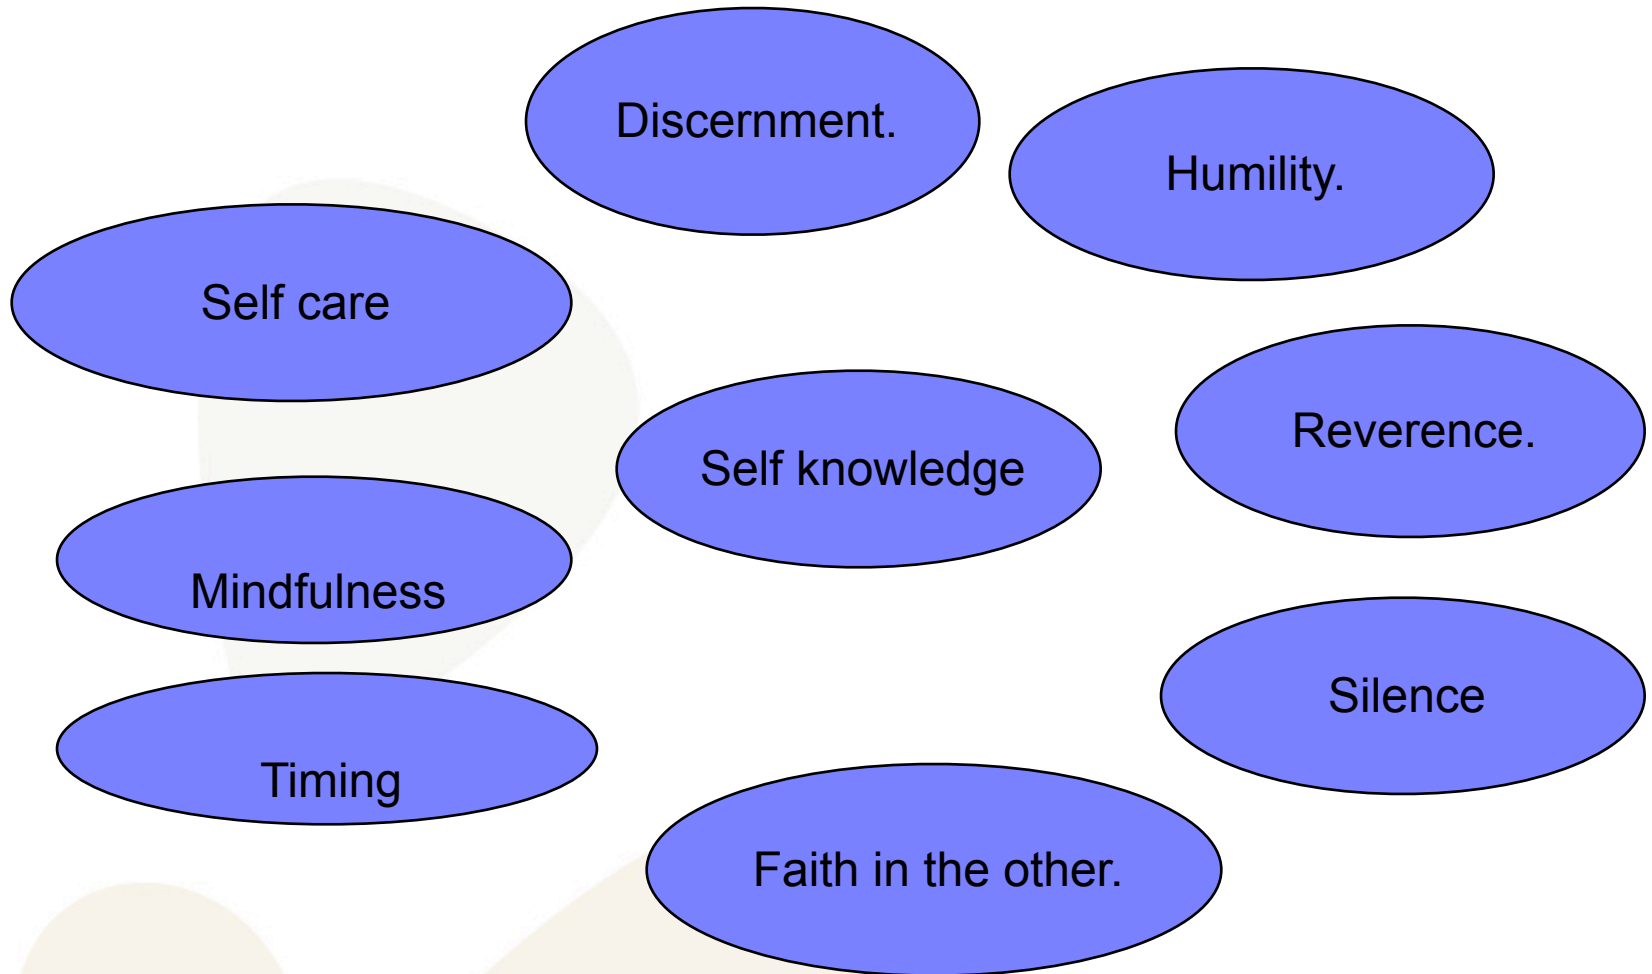 Discernment.
Humility.
Self care
Reverence.
Self knowledge
Mindfulness
Silence
Timing
Faith in the other.